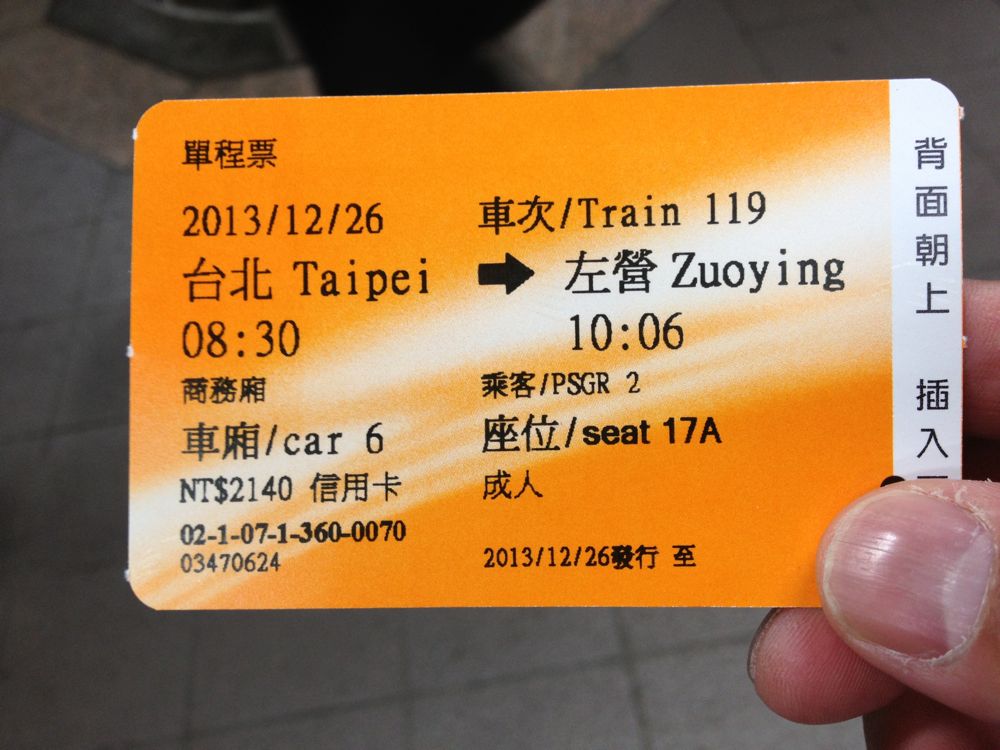 單程票
2013/12/26 車次/Train 119
台北 Taipei → 左營 Zuoying
08:30 10:06
商務廂 乘客/PSGR 2
車廂/car 6 座位/seat 17A
NT$2140 信用卡 成人
02-1-07-1-360-0070
03470624 2013/12/26發行 至
背面朝上 插入